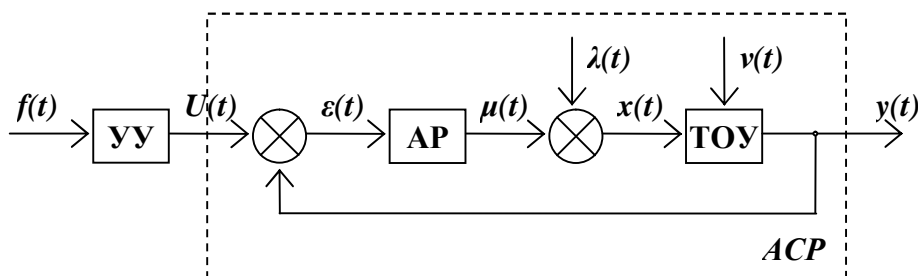 λ(t) ν(t)
f(t) U(t) ε(t) μ(t) x(t) y(t)
УУ АР ТОУ
АСР